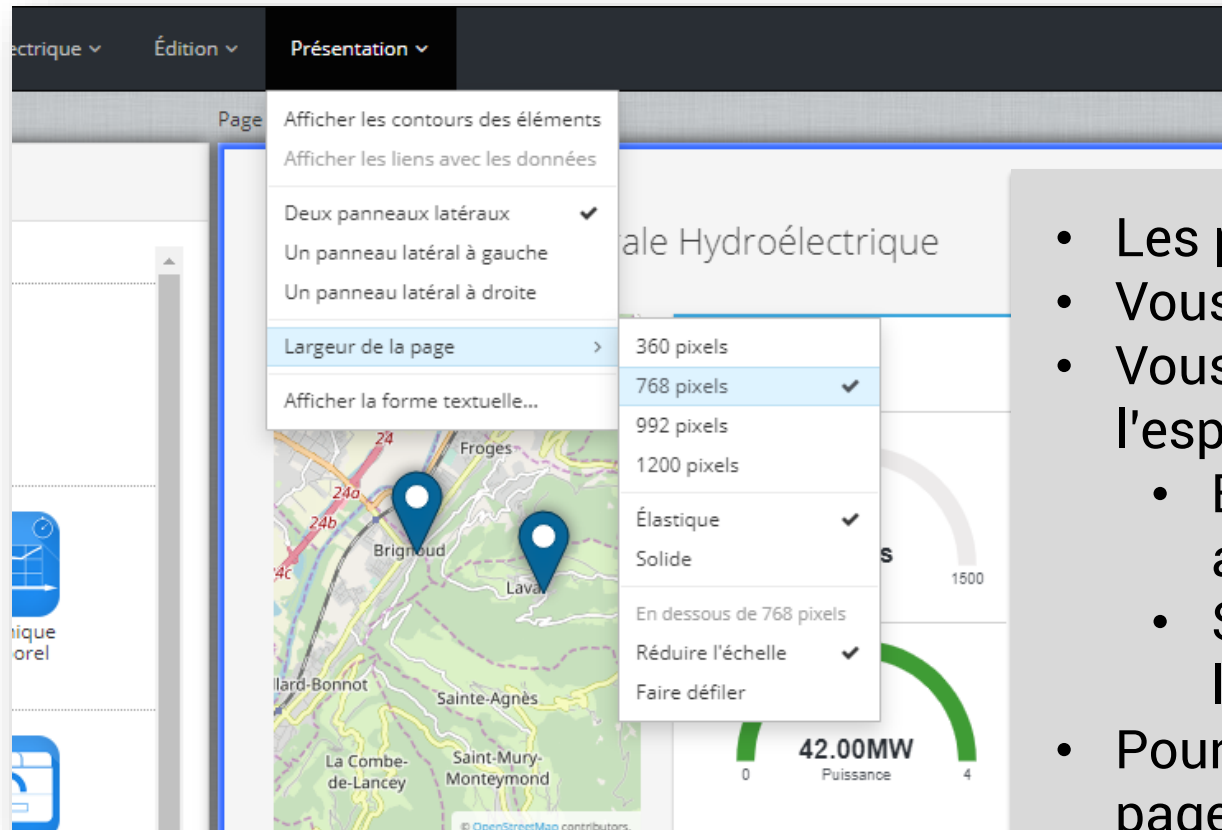 Édition
Présentation
Page
Afficher les contours des éléments
Afficher les liens avec les données
Deux panneaux latéraux
Un panneau latéral à gauche
Un panneau latéral à droite
Largeur de la page
Afficher la forme textuelle...
360 pixels
768 pixels
992 pixels
1200 pixels
Élastique
Solide
En dessous de 768 pixels
Réduire l'échelle
Faire défiler
Hydroélectrique
1500
42.00MW
0 Puissance 4
24
Froges
24a
24b
Brignoud
Laval
Sainte-Agnès
La Combe-
de-Lancey
Saint-Mury-
Monteymond
© OpenStreetMap contributors.
• Les
• Vous
• Vous
•
•
• Pour
page